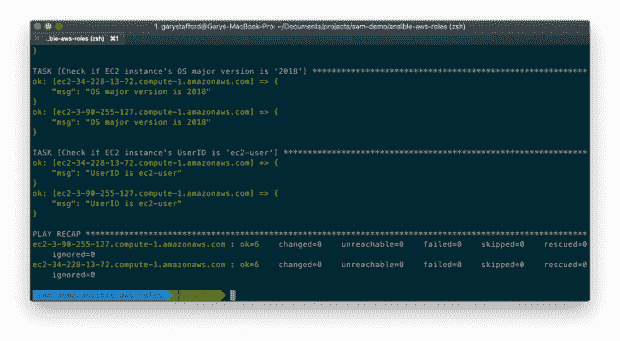 1. garystafford@Garys-MacBook-Pro: ~/Documents/projects/sam-demo/ansible-aws-roles (zsh)
..ble-aws-roles (zsh) ⌘1
}
TASK [Check if EC2 instance's OS major version is '2018'] ********************************************************
ok: [ec2-34-228-13-72.compute-1.amazonaws.com] => {
"msg": "OS major version is 2018"
}
ok: [ec2-3-90-255-127.compute-1.amazonaws.com] => {
"msg": "OS major version is 2018"
}
TASK [Check if EC2 instance's UserID is 'ec2-user'] **************************************************************
ok: [ec2-34-228-13-72.compute-1.amazonaws.com] => {
"msg": "UserID is ec2-user"
}
ok: [ec2-3-90-255-127.compute-1.amazonaws.com] => {
"msg": "UserID is ec2-user"
}
PLAY RECAP *******************************************************************************************************
ec2-3-90-255-127.compute-1.amazonaws.com : ok=6 changed=0 unreachable=0 failed=0 skipped=0 rescued=0
ignored=0
ec2-34-228-13-72.compute-1.amazonaws.com : ok=6 changed=0 unreachable=0 failed=0 skipped=0 rescued=0
ignored=0